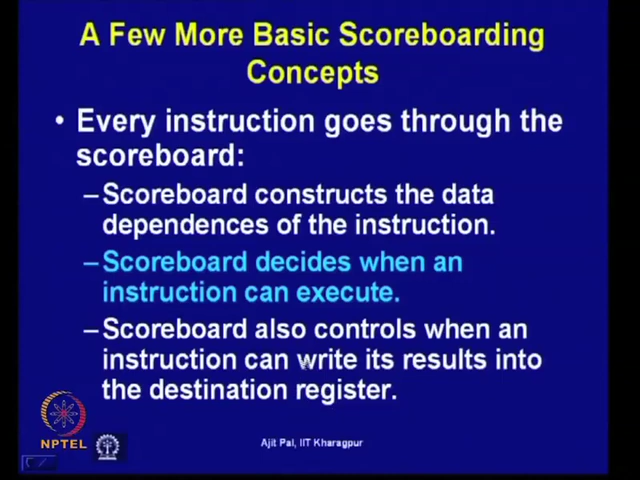 A Few More Basic Scoreboarding
Concepts
• Every instruction goes through the
scoreboard:
–Scoreboard constructs the data
dependences of the instruction.
–Scoreboard decides when an
instruction can execute.
–Scoreboard also controls when an
instruction can write its results into
the destination register.
NPTEL
Ajit Pal, IIT Kharagpur